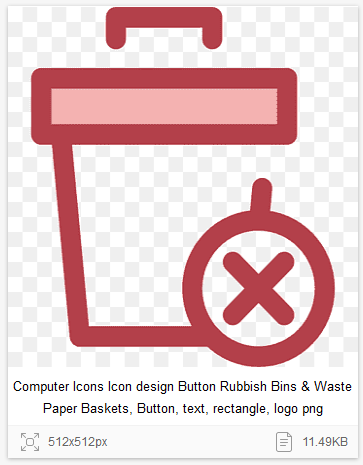 Computer Icons Icon design Button Rubbish Bins & Waste
Paper Baskets, Button, text, rectangle, logo png
512x512px
11.49KB